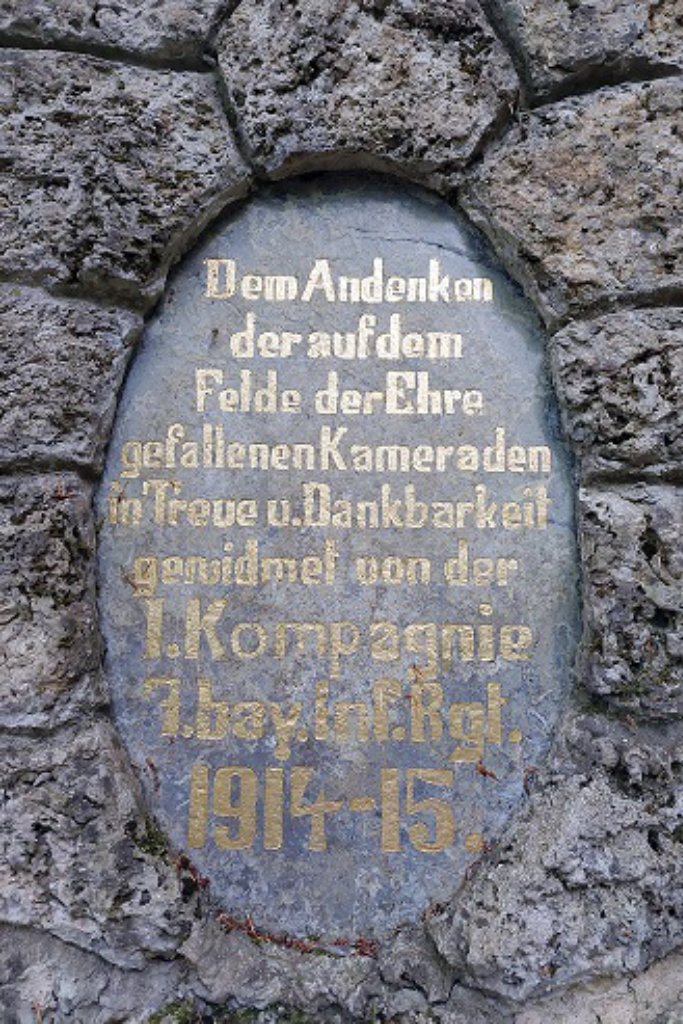 Dem Andenken
der auf dem
Felde der Ehre
gefallenen Kameraden
in Treue u. Dankbarkeit
gewidmet von der
1. Kompagnie
7. bay. Inf. Rgt.
1914-15.